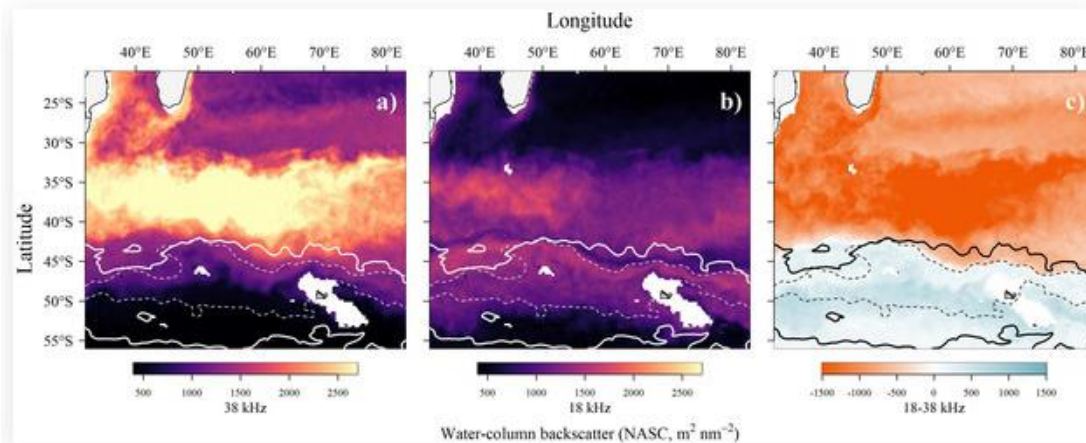 Longitude
40°E 50°E 60°E 70°E 80°E 40°E 50°E 60°E 70°E 80°E 40°E 50°E 60°E 70°E
a) b) c)
25°S
30°S
35°S
40°S
45°S
50°S
55°S
Latitude
500 1000 1500 2000 2500 500 1000 1500 2000 2500 -1500 -1000 -500 0 500 1000 1500
38 kHz 18 kHz 18-38 kHz
Water-column backscatter (NASC, m² nm⁻²)